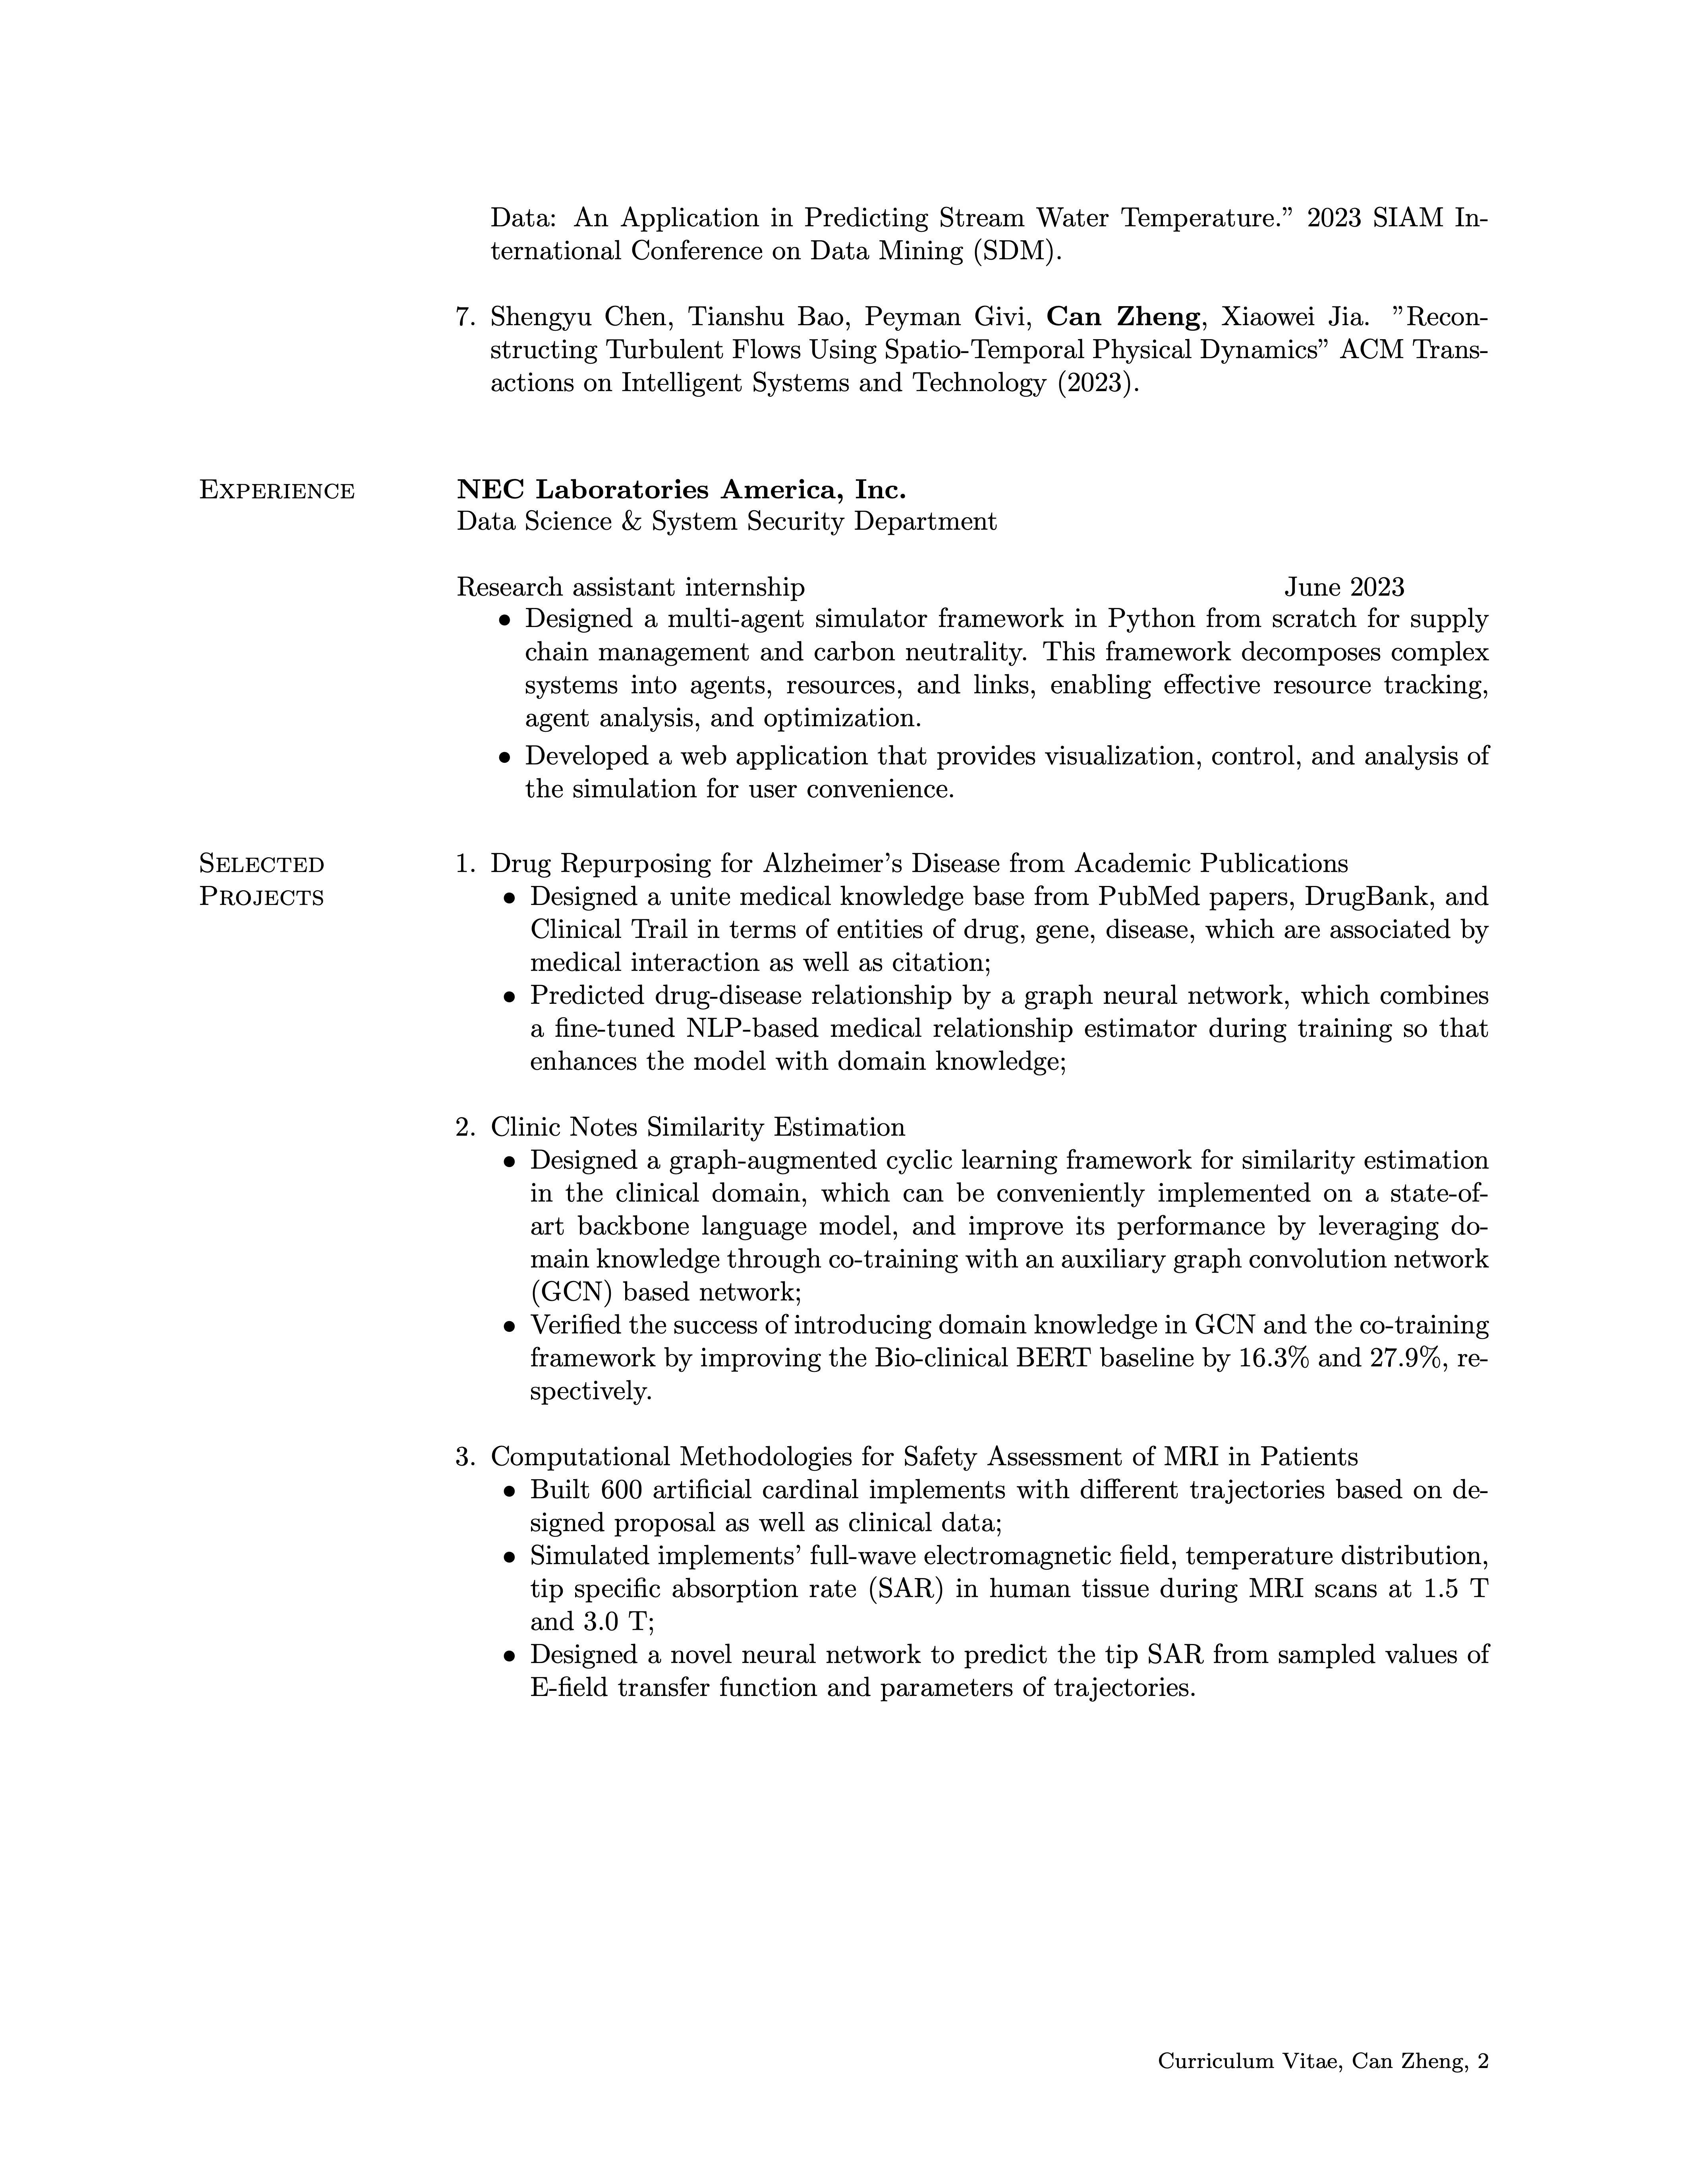 Data: An Application in Predicting Stream Water Temperature.” 2023 SIAM In-
ternational Conference on Data Mining (SDM).
7. Shengyu Chen, Tianshu Bao, Peyman Givi, Can Zheng, Xiaowei Jia. ”Recon-
structing Turbulent Flows Using Spatio-Temporal Physical Dynamics” ACM Trans-
actions on Intelligent Systems and Technology (2023).
EXPERIENCE
NEC Laboratories America, Inc.
Data Science & System Security Department
Research assistant internship June 2023
• Designed a multi-agent simulator framework in Python from scratch for supply
chain management and carbon neutrality. This framework decomposes complex
systems into agents, resources, and links, enabling effective resource tracking,
agent analysis, and optimization.
• Developed a web application that provides visualization, control, and analysis of
the simulation for user convenience.
SELECTED
PROJECTS
1. Drug Repurposing for Alzheimer’s Disease from Academic Publications
• Designed a unite medical knowledge base from PubMed papers, DrugBank, and
Clinical Trail in terms of entities of drug, gene, disease, which are associated by
medical interaction as well as citation;
• Predicted drug-disease relationship by a graph neural network, which combines
a fine-tuned NLP-based medical relationship estimator during training so that
enhances the model with domain knowledge;
2. Clinic Notes Similarity Estimation
• Designed a graph-augmented cyclic learning framework for similarity estimation
in the clinical domain, which can be conveniently implemented on a state-of-
art backbone language model, and improve its performance by leveraging do-
main knowledge through co-training with an auxiliary graph convolution network
(GCN) based network;
• Verified the success of introducing domain knowledge in GCN and the co-training
framework by improving the Bio-clinical BERT baseline by 16.3% and 27.9%, re-
spectively.
3. Computational Methodologies for Safety Assessment of MRI in Patients
• Built 600 artificial cardinal implements with different trajectories based on de-
signed proposal as well as clinical data;
• Simulated implements’ full-wave electromagnetic field, temperature distribution,
tip specific absorption rate (SAR) in human tissue during MRI scans at 1.5 T
and 3.0 T;
• Designed a novel neural network to predict the tip SAR from sampled values of
E-field transfer function and parameters of trajectories.
Curriculum Vitae, Can Zheng, 2